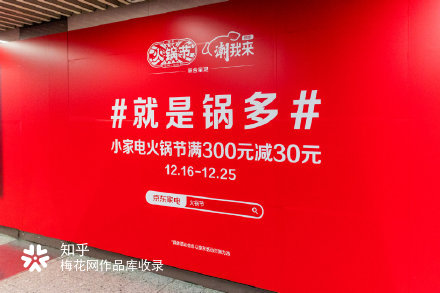 火锅节 潮我来
#就是锅多#
小家电火锅节满300元减30元
12.16-12.25
京东家电 火锅节
知乎
梅花网作品库收录